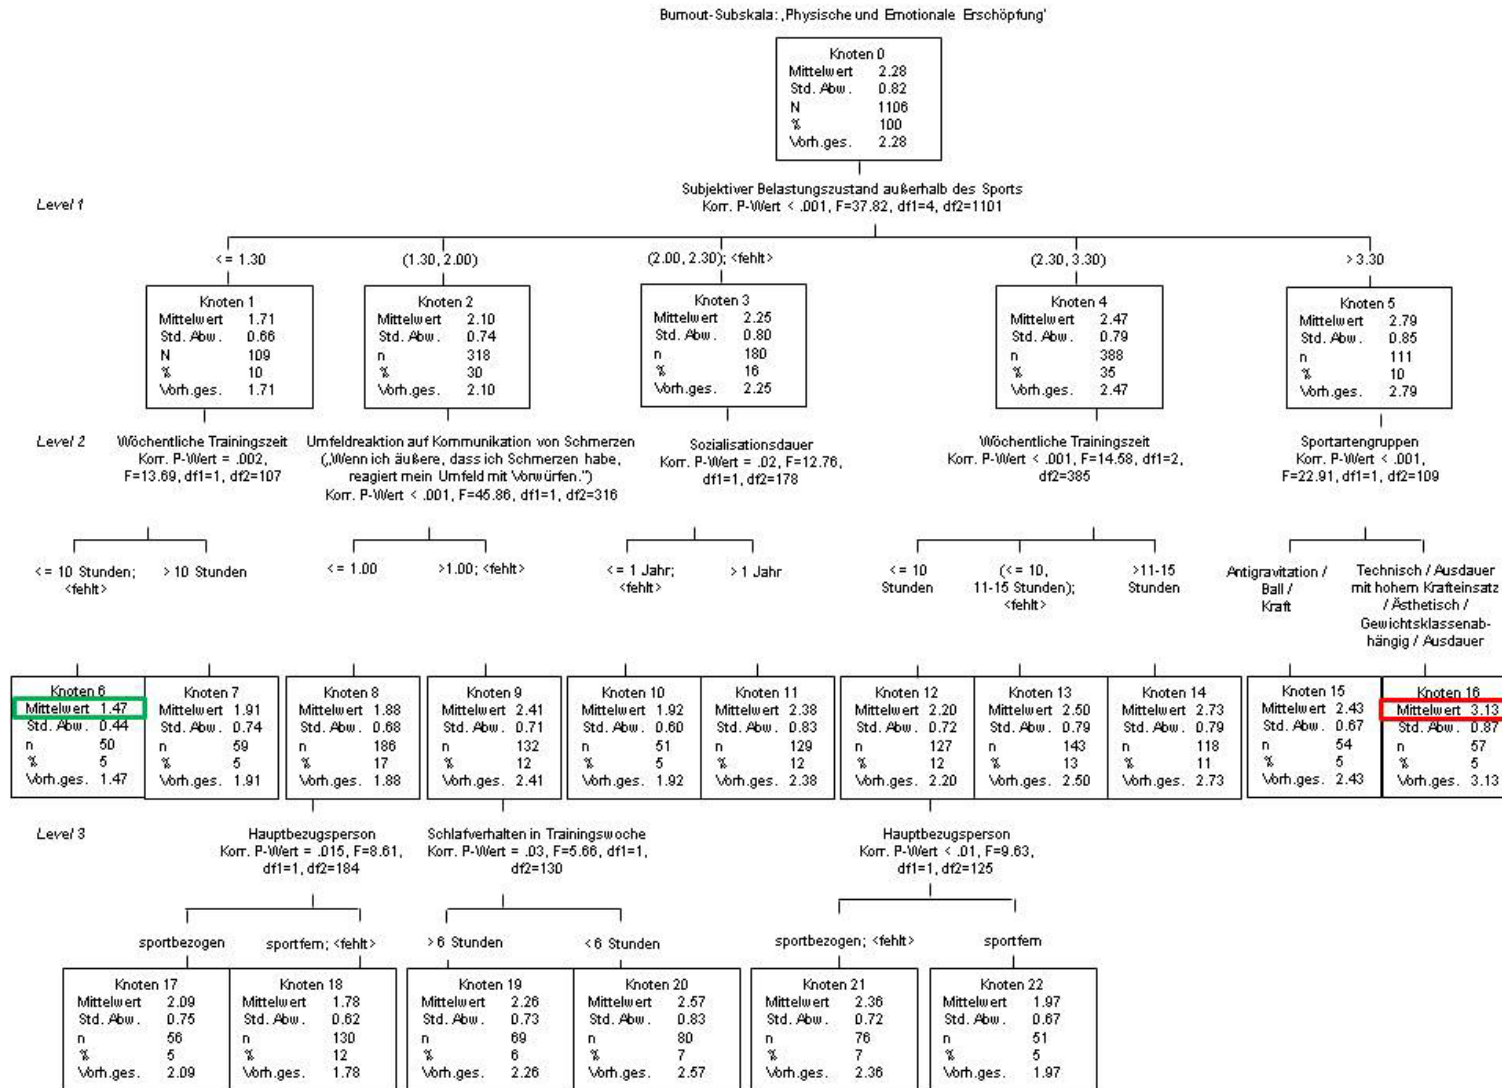 Burnout-Subskala: ‚Physische und Emotionale Erschöpfung'
Knoten 0
Mittelwert 2.28
Std. Abw. 0.82
N 1106
% 100
Vorh.ges. 2.28
Level 1
Subjektiver Belastungszustand außerhalb des Sports
Korr. P-Wert < .001, F=37.82, df1=4, df2=1101
<= 1.30
(1.30, 2.00)
(2.00, 2.30); <fehlt>
(2.30, 3.30)
> 3.30
Knoten 1
Mittelwert 1.71
Std. Abw. 0.66
N 109
% 10
Vorh.ges. 1.71
Knoten 2
Mittelwert 2.10
Std. Abw. 0.74
n 318
% 30
Vorh.ges. 2.10
Knoten 3
Mittelwert 2.25
Std. Abw. 0.80
n 180
% 16
Vorh.ges. 2.25
Knoten 4
Mittelwert 2.47
Std. Abw. 0.79
n 388
% 35
Vorh.ges. 2.47
Knoten 5
Mittelwert 2.79
Std. Abw. 0.85
n 111
% 10
Vorh.ges. 2.79
Level 2
Wöchentliche Trainingszeit
Korr. P-Wert = .002,
F=13.69, df1=1, df2=107
Umfeldreaktion auf Kommunikation von Schmerzen
(„Wenn ich äußere, dass ich Schmerzen habe,
reagiert mein Umfeld mit Vorwürfen.")
Korr. P-Wert < .001, F=45.86, df1=1, df2=316
Sozialisationsdauer
Korr. P-Wert = .02, F=12.76,
df1=1, df2=178
Wöchentliche Trainingszeit
Korr. P-Wert < .001, F=14.58, df1=2,
df2=385
Sportartengruppen
Korr. P-Wert < .001,
F=22.91, df1=1, df2=109
<= 10 Stunden;
<fehlt>
> 10 Stunden
<= 1.00
>1.00; <fehlt>
<= 1 Jahr;
<fehlt>
> 1 Jahr
<= 10
Stunden
(<= 10,
11-15 Stunden);
<fehlt>
>11-15
Stunden
Antigravitation /
Ball /
Kraft
Technisch / Ausdauer
mit hohem Krafteinsatz
/ Ästhetisch /
Gewichtsklassenab-
hängig / Ausdauer
Knoten 6
Mittelwert 1.47
Std. Abw. 0.44
n 50
% 5
Vorh.ges. 1.47
Knoten 7
Mittelwert 1.91
Std. Abw. 0.74
n 59
% 5
Vorh.ges. 1.91
Knoten 8
Mittelwert 1.88
Std. Abw. 0.68
n 186
% 17
Vorh.ges. 1.88
Knoten 9
Mittelwert 2.41
Std. Abw. 0.71
n 132
% 12
Vorh.ges. 2.41
Knoten 10
Mittelwert 1.92
Std. Abw. 0.60
n 51
% 5
Vorh.ges. 1.92
Knoten 11
Mittelwert 2.38
Std. Abw. 0.83
n 129
% 12
Vorh.ges. 2.38
Knoten 12
Mittelwert 2.20
Std. Abw. 0.72
n 127
% 12
Vorh.ges. 2.20
Knoten 13
Mittelwert 2.50
Std. Abw. 0.79
n 143
% 13
Vorh.ges. 2.50
Knoten 14
Mittelwert 2.73
Std. Abw. 0.79
n 118
% 11
Vorh.ges. 2.73
Knoten 15
Mittelwert 2.43
Std. Abw. 0.67
n 54
% 5
Vorh.ges. 2.43
Knoten 16
Mittelwert 3.13
Std. Abw. 0.87
n 57
% 5
Vorh.ges. 3.13
Level 3
Hauptbezugsperson
Korr. P-Wert = .015, F=8.61,
df1=1, df2=184
Schlafverhalten in Trainingswoche
Korr. P-Wert = .03, F=5.66, df1=1,
df2=130
Hauptbezugsperson
Korr. P-Wert < .01, F=9.63,
df1=1, df2=125
sportbezogen
sportfern; <fehlt>
>6 Stunden
<6 Stunden
sportbezogen; <fehlt>
sportfern
Knoten 17
Mittelwert 2.09
Std. Abw. 0.75
n 56
% 5
Vorh.ges. 2.09
Knoten 18
Mittelwert 1.78
Std. Abw. 0.62
n 130
% 12
Vorh.ges. 1.78
Knoten 19
Mittelwert 2.26
Std. Abw. 0.73
n 69
% 6
Vorh.ges. 2.26
Knoten 20
Mittelwert 2.57
Std. Abw. 0.83
n 80
% 7
Vorh.ges. 2.57
Knoten 21
Mittelwert 2.36
Std. Abw. 0.72
n 76
% 7
Vorh.ges. 2.36
Knoten 22
Mittelwert 1.97
Std. Abw. 0.67
n 51
% 5
Vorh.ges. 1.97